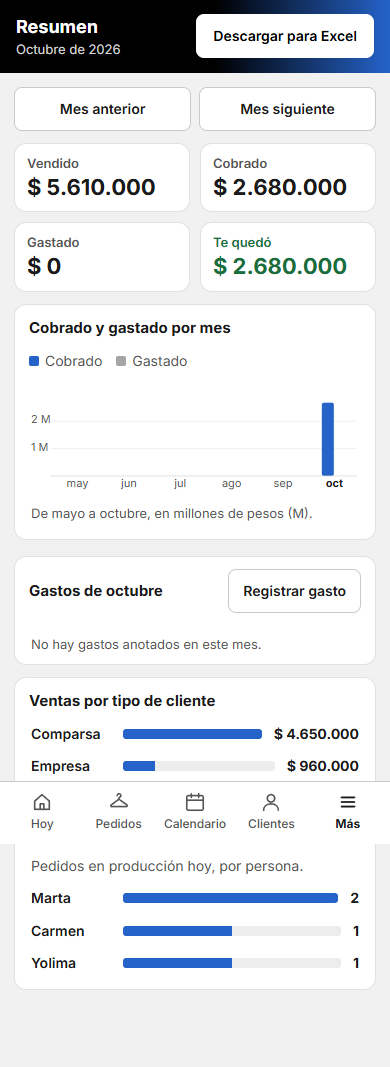 Resumen
Octubre de 2026
Descargar para Excel
Mes anterior
Mes siguiente
Vendido
$ 5.610.000
Cobrado
$ 2.680.000
Gastado
$ 0
Te quedó
$ 2.680.000
Cobrado y gastado por mes
Cobrado
Gastado
2 M
1 M
may jun jul ago sep oct
De mayo a octubre, en millones de pesos (M).
Gastos de octubre
Registrar gasto
No hay gastos anotados en este mes.
Ventas por tipo de cliente
Comparsa $ 4.650.000
Empresa $ 960.000
Hoy Pedidos Calendario Clientes Más
Pedidos en producción hoy, por persona.
Marta 2
Carmen 1
Yolima 1